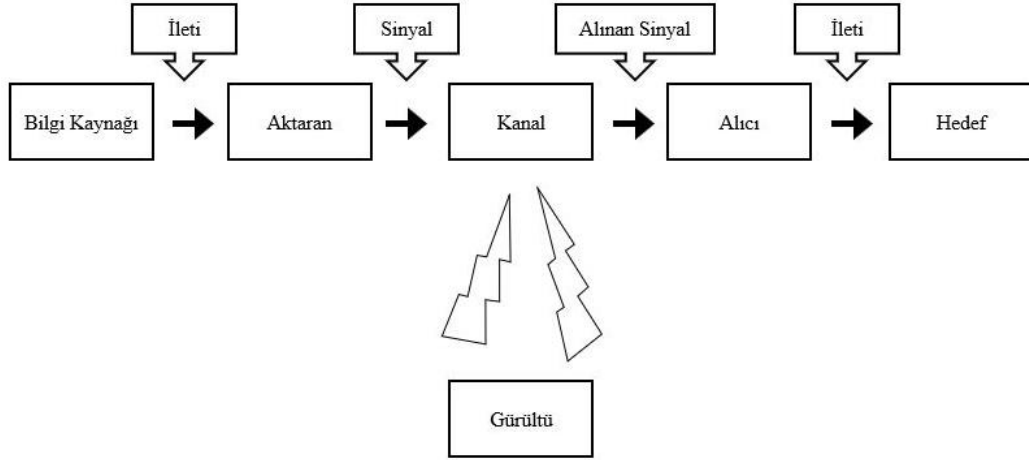 İleti
Sinyal
Alınan Sinyal
İleti
Bilgi Kaynağı
Aktaran
Kanal
Alıcı
Hedef
Gürültü